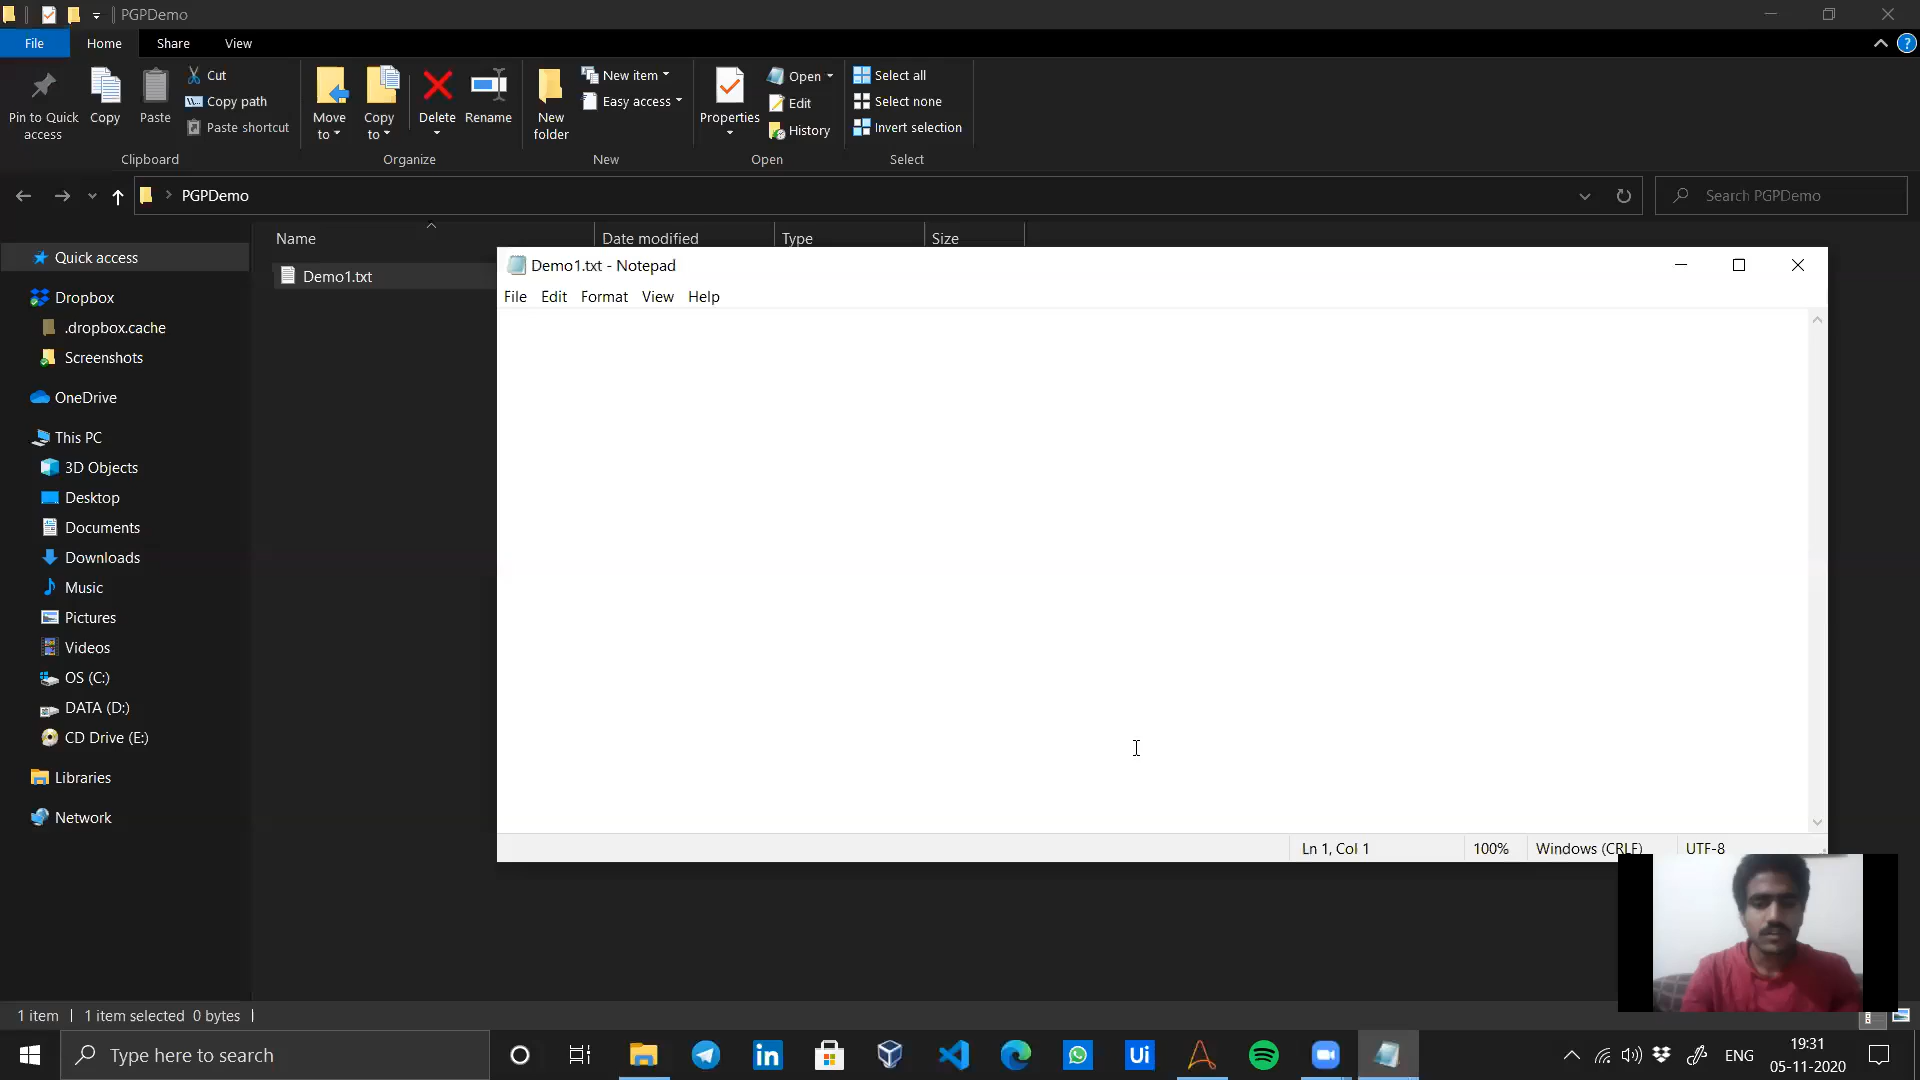 PGPDemo
File Home Share View
Pin to Quick access
Copy
Paste
Cut
Copy path
Paste shortcut
Clipboard
Move to
Copy to
Delete
Rename
Organize
New folder
New item
Easy access
New
Properties
Open
Edit
History
Open
Select all
Select none
Invert selection
Select
PGPDemo
Search PGPDemo
Name Date modified Type Size
Demo1.txt
Quick access
Dropbox
.dropbox.cache
Screenshots
OneDrive
This PC
3D Objects
Desktop
Documents
Downloads
Music
Pictures
Videos
OS (C:)
DATA (D:)
CD Drive (E:)
Libraries
Network
Demo1.txt - Notepad
File Edit Format View Help
Ln 1, Col 1 100% Windows (CRLF) UTF-8
1 item 1 item selected 0 bytes
Type here to search
in
Ui
ENG
19:31
05-11-2020